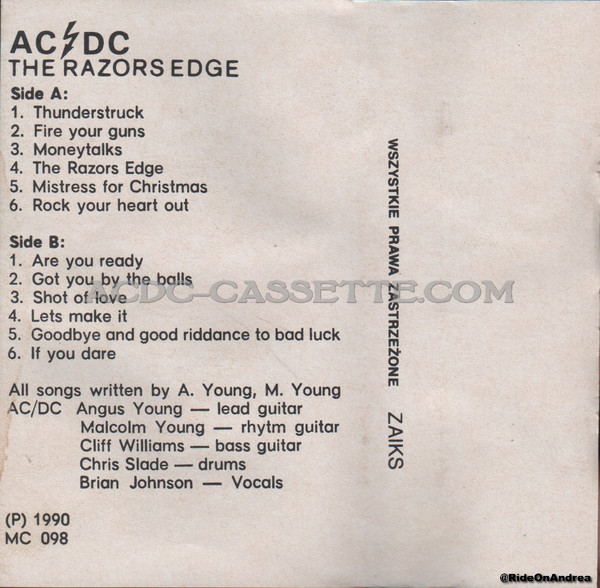 AC⚡DC
THE RAZORS EDGE
Side A:
1. Thunderstruck
2. Fire your guns
3. Moneytalks
4. The Razors Edge
5. Mistress for Christmas
6. Rock your heart out
Side B:
1. Are you ready
2. Got you by the balls
3. Shot of love
4. Lets make it
5. Goodbye and good riddance to bad luck
6. If you dare
All songs written by A. Young, M. Young
AC/DC Angus Young — lead guitar
Malcolm Young — rhytm guitar
Cliff Williams — bass guitar
Chris Slade — drums
Brian Johnson — Vocals
(P) 1990
MC 098
WSZYSTKIE PRAWA ZASTRZEŻONE ZAIKS
ACDC-CASSETTE.COM
@RideOnAndrea